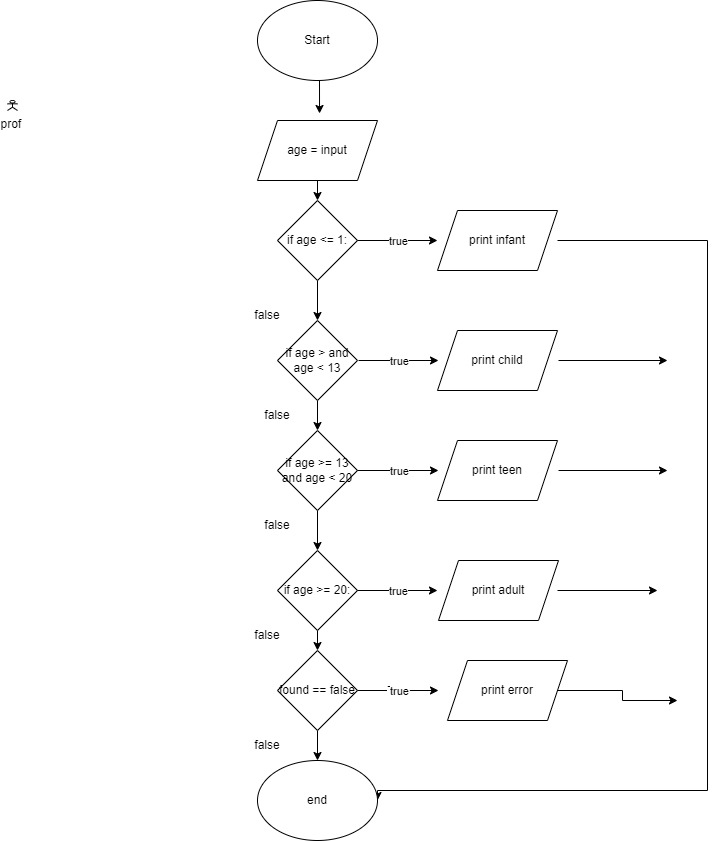 Start
prof
age = input
if age <= 1:
true
print infant
false
if age > and
age < 13
true
print child
false
if age >= 13
and age < 20
true
print teen
false
if age >= 20:
true
print adult
false
found == false
true
print error
false
end